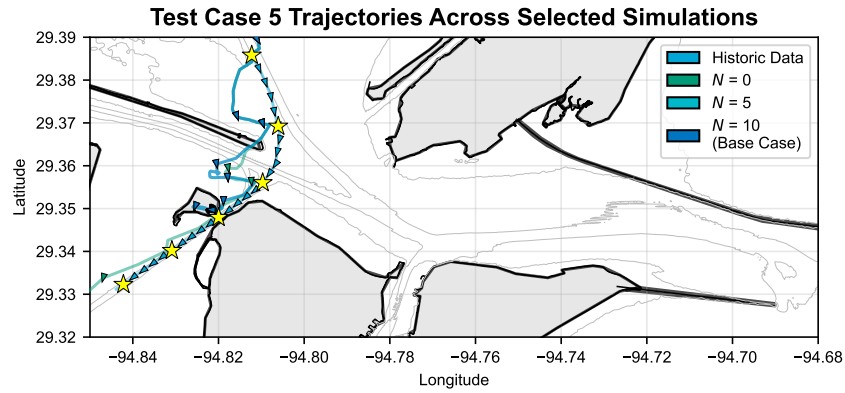 Test Case 5 Trajectories Across Selected Simulations
29.39
29.38
29.37
29.36
29.35
29.34
29.33
29.32
Latitude
Historic Data
N = 0
N = 5
N = 10
(Base Case)
−94.84
−94.82
−94.80
−94.78
−94.76
−94.74
−94.72
−94.70
−94.68
Longitude